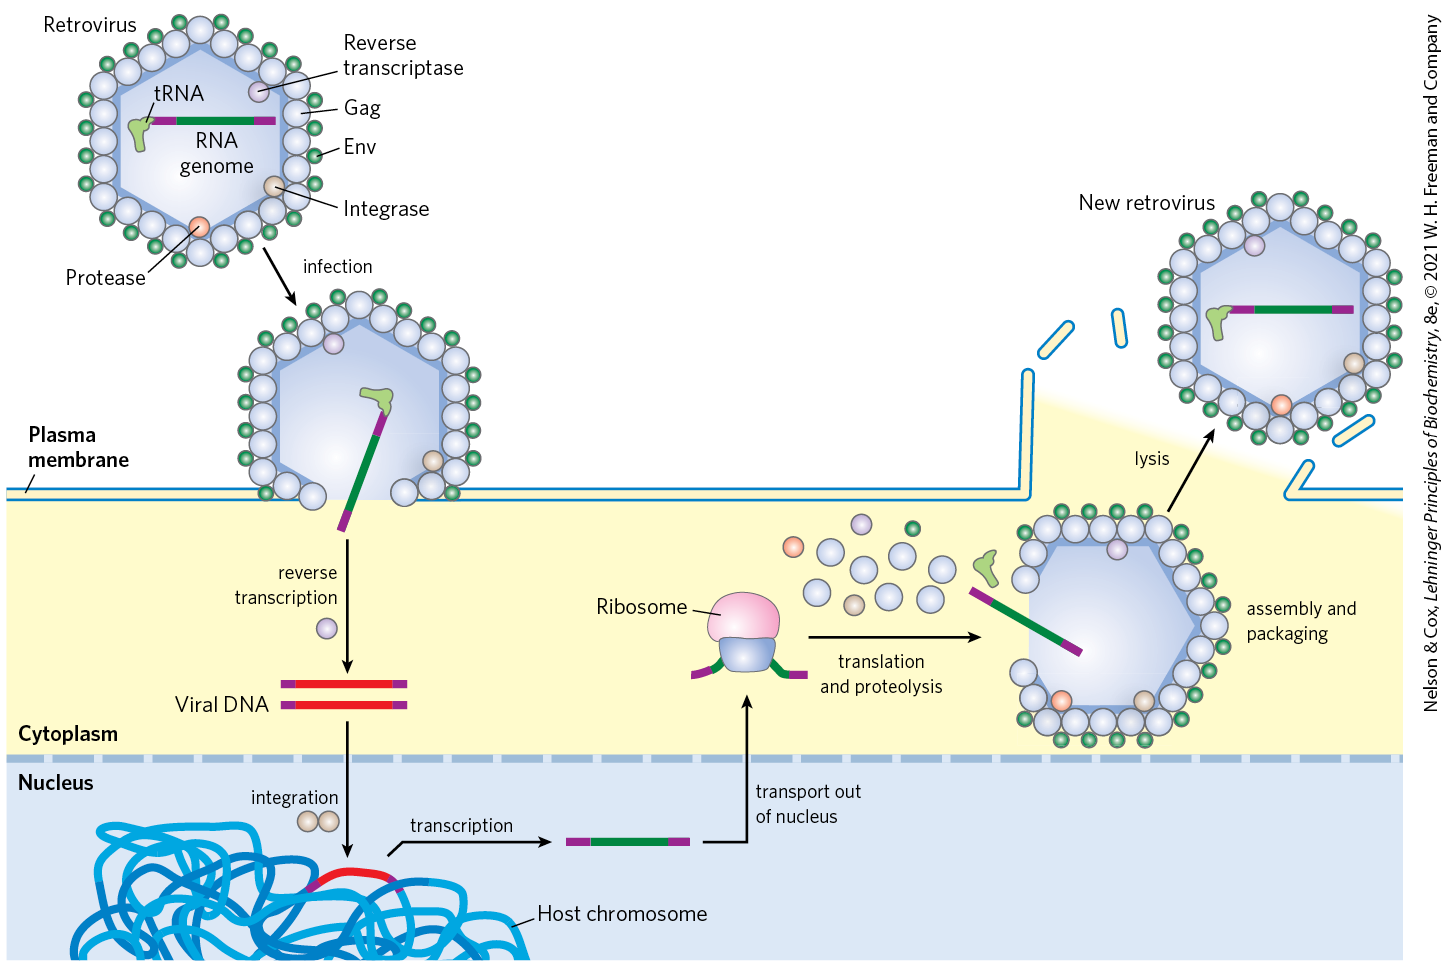 Retrovirus
Reverse
transcriptase
tRNA
Gag
RNA
genome
Env
Integrase
Protease
infection
New retrovirus
Plasma
membrane
lysis
reverse
transcription
Ribosome
assembly and
packaging
translation
and proteolysis
Viral DNA
Cytoplasm
Nucleus
integration
transcription
transport out
of nucleus
Host chromosome
Nelson & Cox, Lehninger Principles of Biochemistry, 8e, © 2021 W. H. Freeman and Company